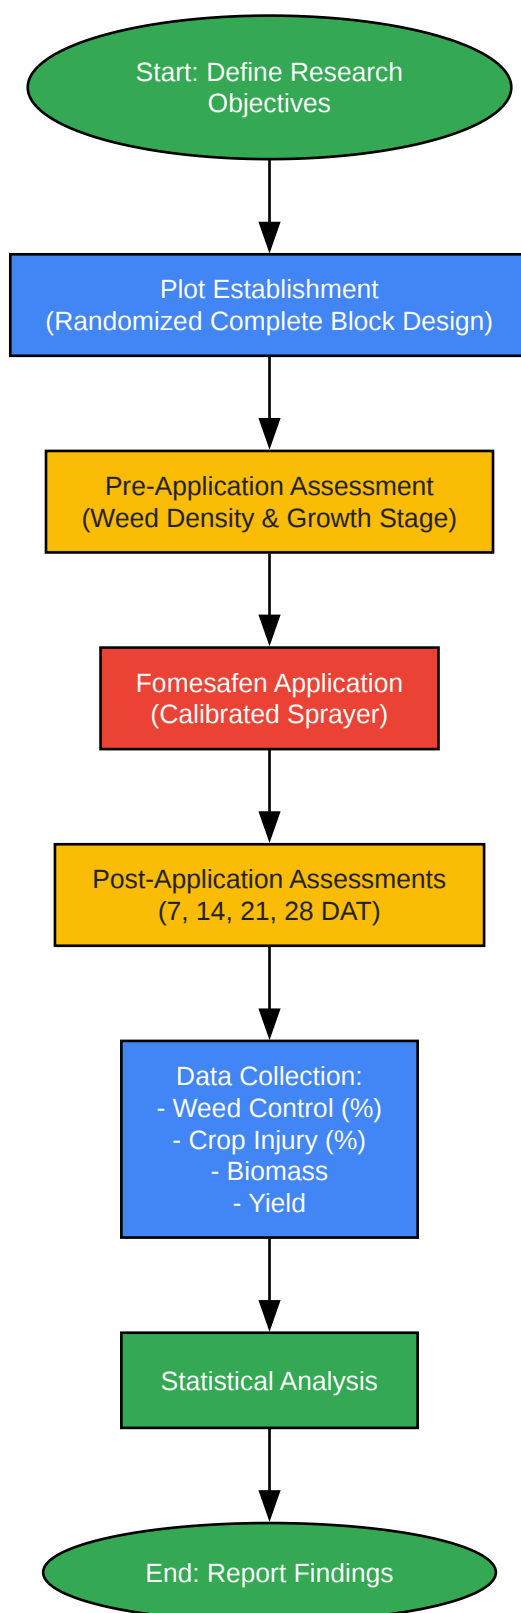 Start: Define Research
Objectives
Plot Establishment
(Randomized Complete Block Design)
Pre-Application Assessment
(Weed Density & Growth Stage)
Fomesafen Application
(Calibrated Sprayer)
Post-Application Assessments
(7, 14, 21, 28 DAT)
Data Collection:
- Weed Control (%)
- Crop Injury (%)
- Biomass
- Yield
Statistical Analysis
End: Report Findings